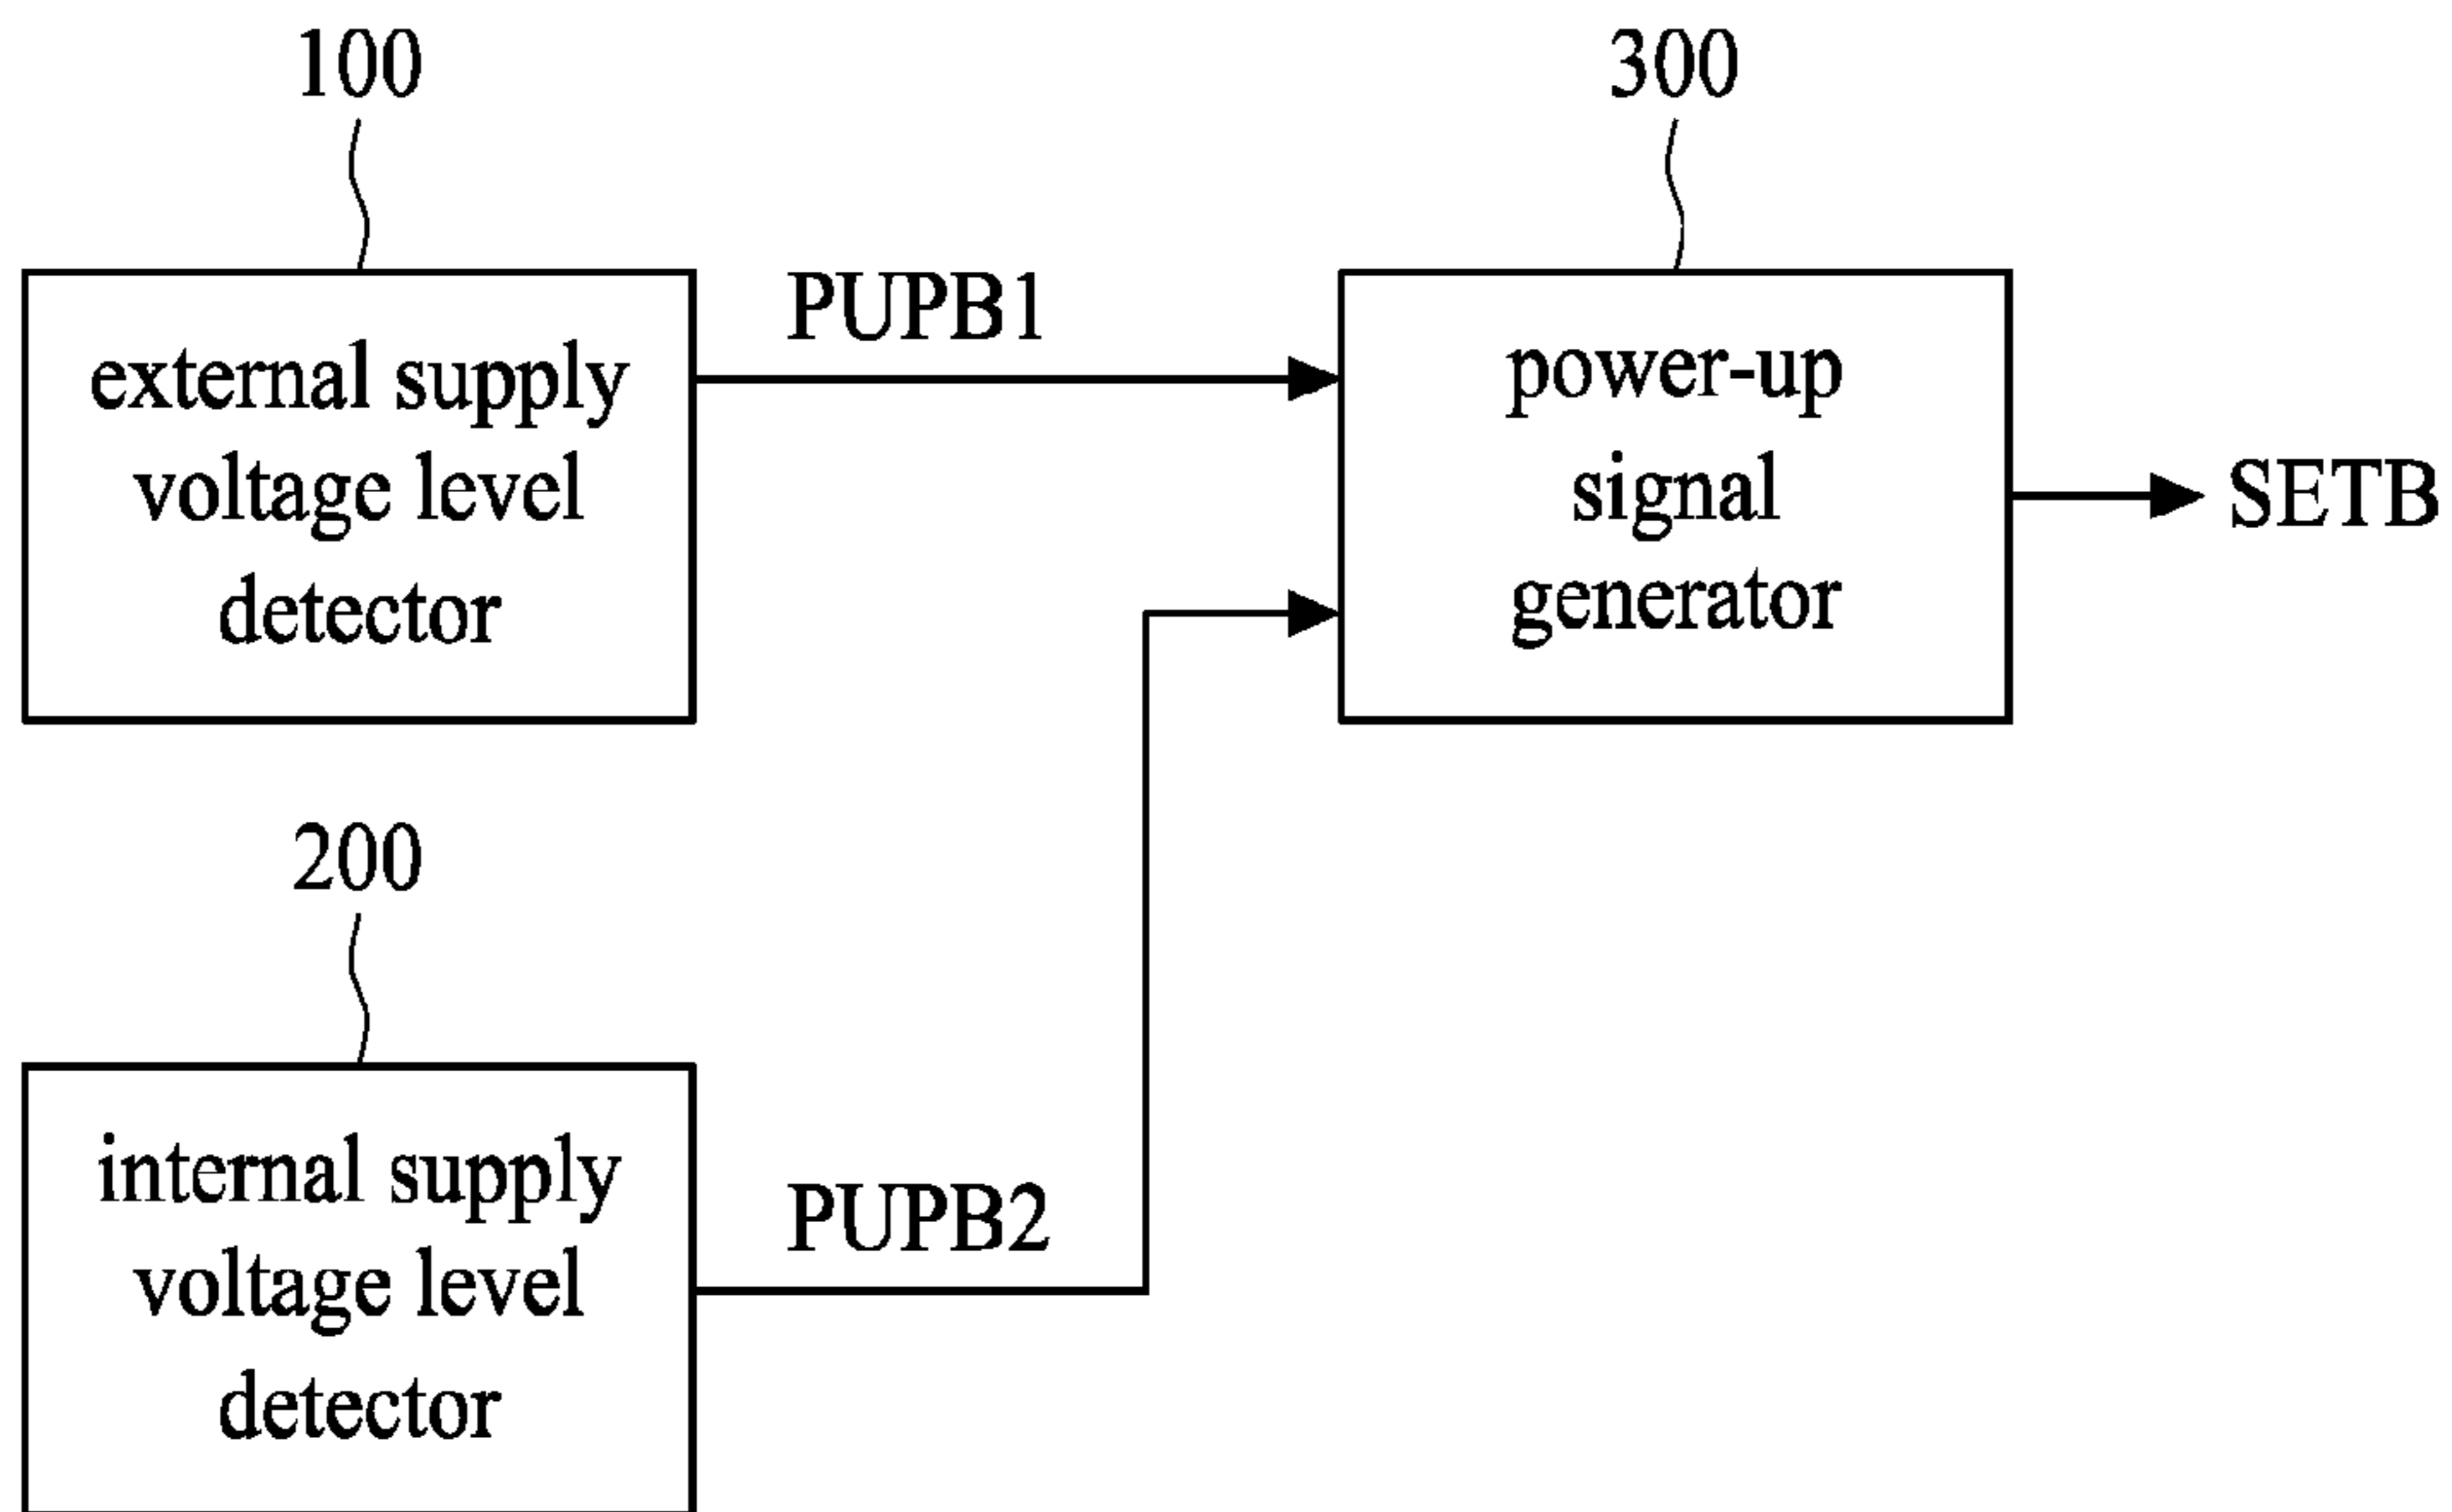 100
external supply
voltage level
detector
PUPB1
300
power-up
signal
generator
SETB
200
internal supply
voltage level
detector
PUPB2